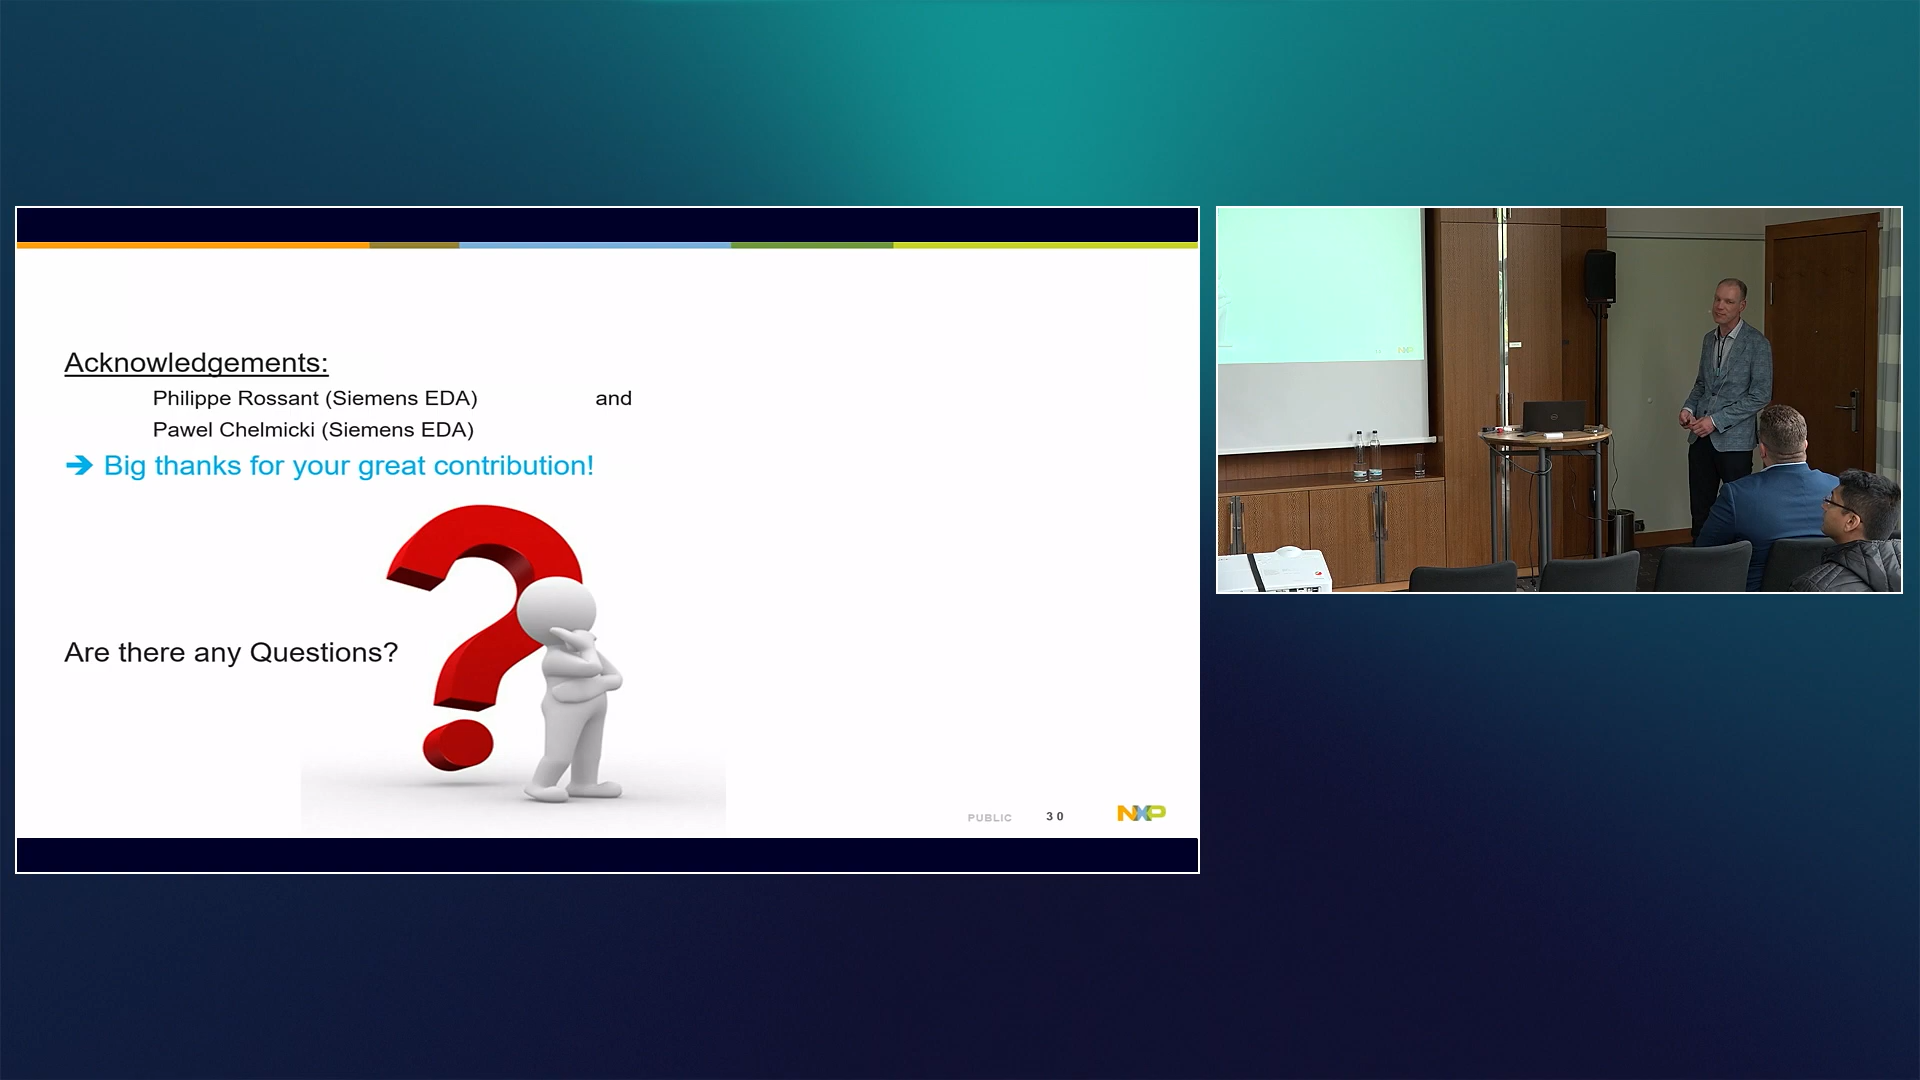 Acknowledgements:
Philippe Rossant (Siemens EDA) and
Pawel Chelmicki (Siemens EDA)
➔ Big thanks for your great contribution!
Are there any Questions?
PUBLIC 30 NXP
NXP